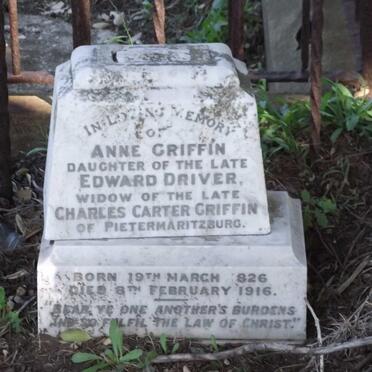 IN LOVING MEMORY
OF
ANNE GRIFFIN
DAUGHTER OF THE LATE
EDWARD DRIVER,
WIDOW OF THE LATE
CHARLES CARTER GRIFFIN
OF PIETERMARITZBURG.
BORN 19TH MARCH 826
DIED 8TH FEBRUARY 1916.
"BEAR YE ONE ANOTHER'S BURDENS
AND SO FULFIL THE LAW OF CHRIST."